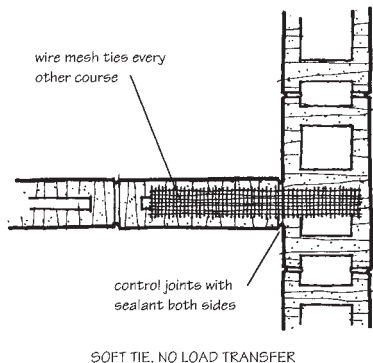 wire mesh ties every
other course
control joints with
sealant both sides
SOFT TIE, NO LOAD TRANSFER